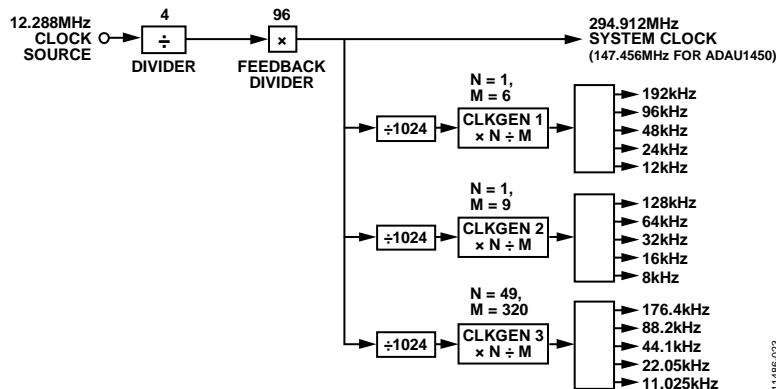 12.288MHz
CLOCK
SOURCE
4
÷
DIVIDER
96
×
FEEDBACK
DIVIDER
294.912MHz
SYSTEM CLOCK
(147.456MHz FOR ADAU1450)
N = 1,
M = 6
÷1024
CLKGEN 1
× N ÷ M
192kHz
96kHz
48kHz
24kHz
12kHz
N = 1,
M = 9
÷1024
CLKGEN 2
× N ÷ M
128kHz
64kHz
32kHz
16kHz
8kHz
N = 49,
M = 320
÷1024
CLKGEN 3
× N ÷ M
176.4kHz
88.2kHz
44.1kHz
22.05kHz
11.025kHz
11486-023